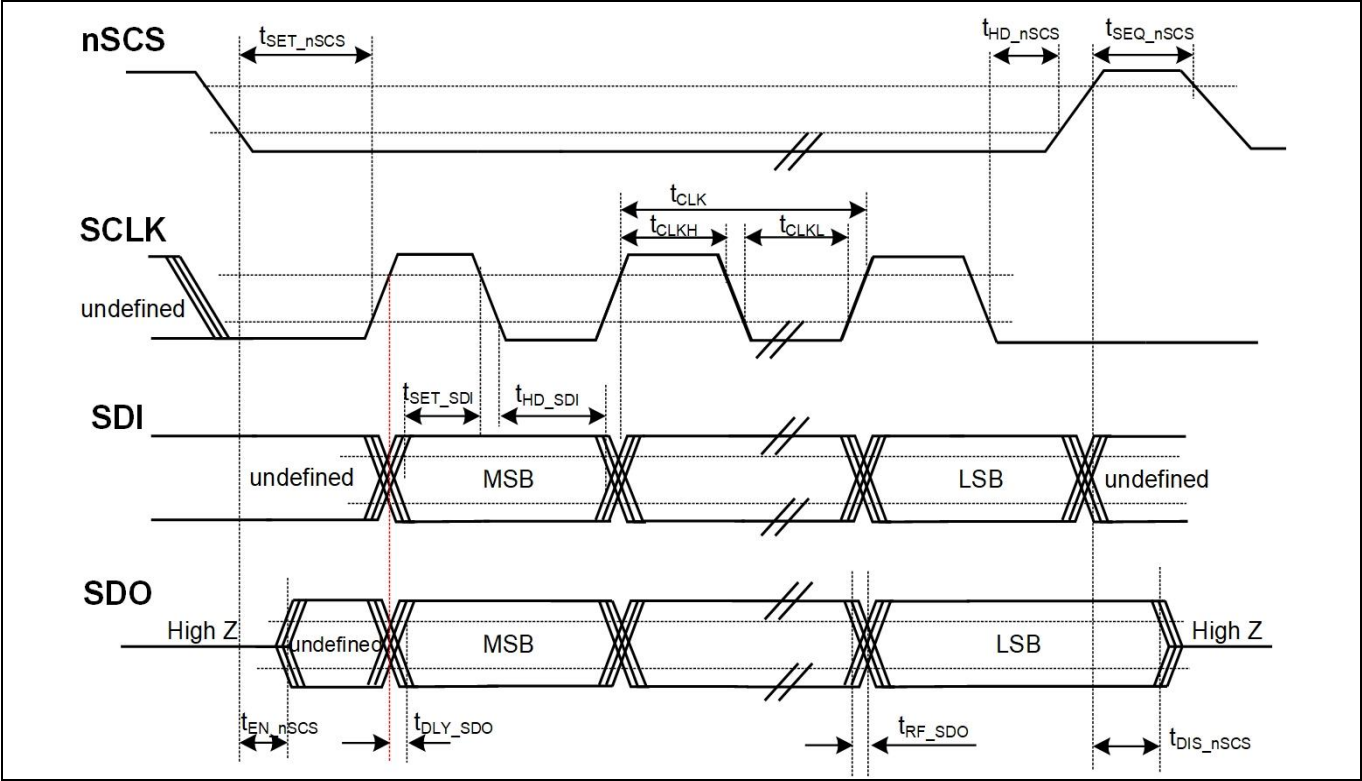 nSCS
tSET_nSCS
tHD_nSCS
tSEQ_nSCS
SCLK
tCLK
tCLKH
tCLKL
undefined
SDI
tSET_SDI
tHD_SDI
undefined
MSB
LSB
undefined
SDO
High Z
undefined
MSB
LSB
High Z
tEN_nSCS
tDLY_SDO
tRF_SDO
tDIS_nSCS